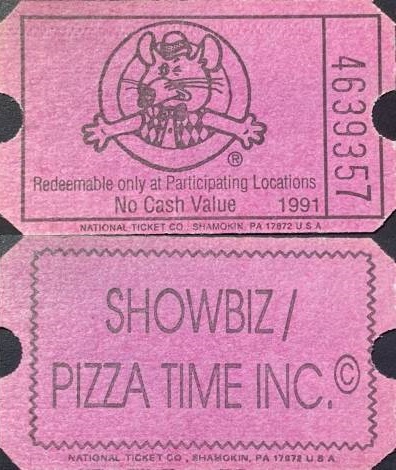 4639357
®
Redeemable only at Participating Locations
No Cash Value 1991
NATIONAL TICKET CO., SHAMOKIN, PA 17872 U.S.A.
SHOWBIZ /
PIZZA TIME INC.©
NATIONAL TICKET CO., SHAMOKIN, PA 17872 U.S.A.